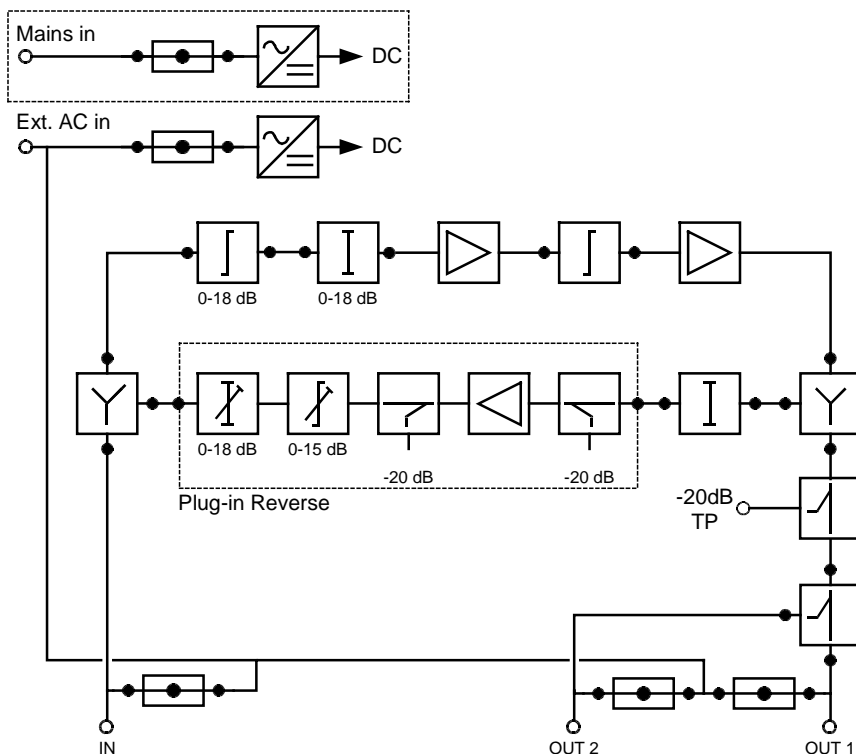 Mains in
DC
Ext. AC in
DC
0-18 dB
0-18 dB
0-18 dB
0-15 dB
-20 dB
-20 dB
Plug-in Reverse
-20dB
TP
IN
OUT 2
OUT 1